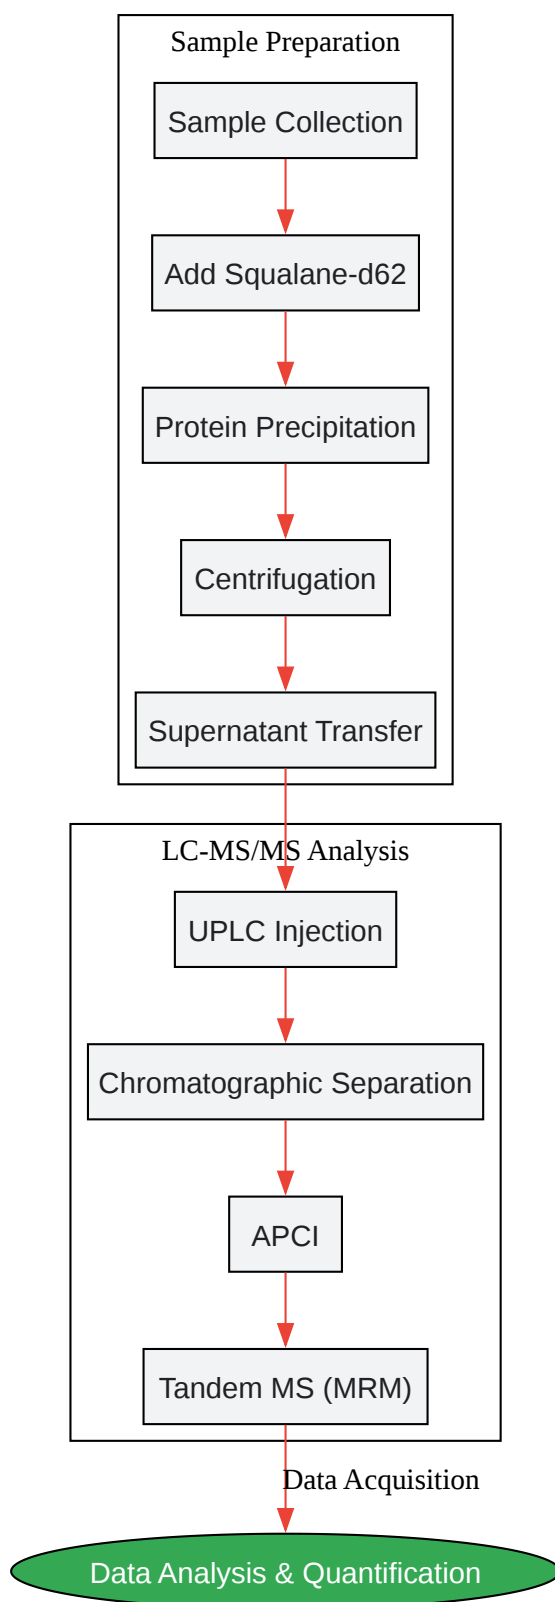 Sample Preparation
Sample Collection
Add Squalane-d62
Protein Precipitation
Centrifugation
Supernatant Transfer
LC-MS/MS Analysis
UPLC Injection
Chromatographic Separation
APCI
Tandem MS (MRM)
Data Acquisition
Data Analysis & Quantification